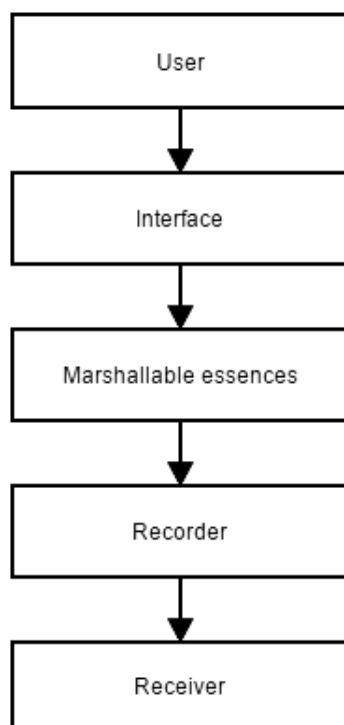 User
Interface
Marshallable essences
Recorder
Receiver